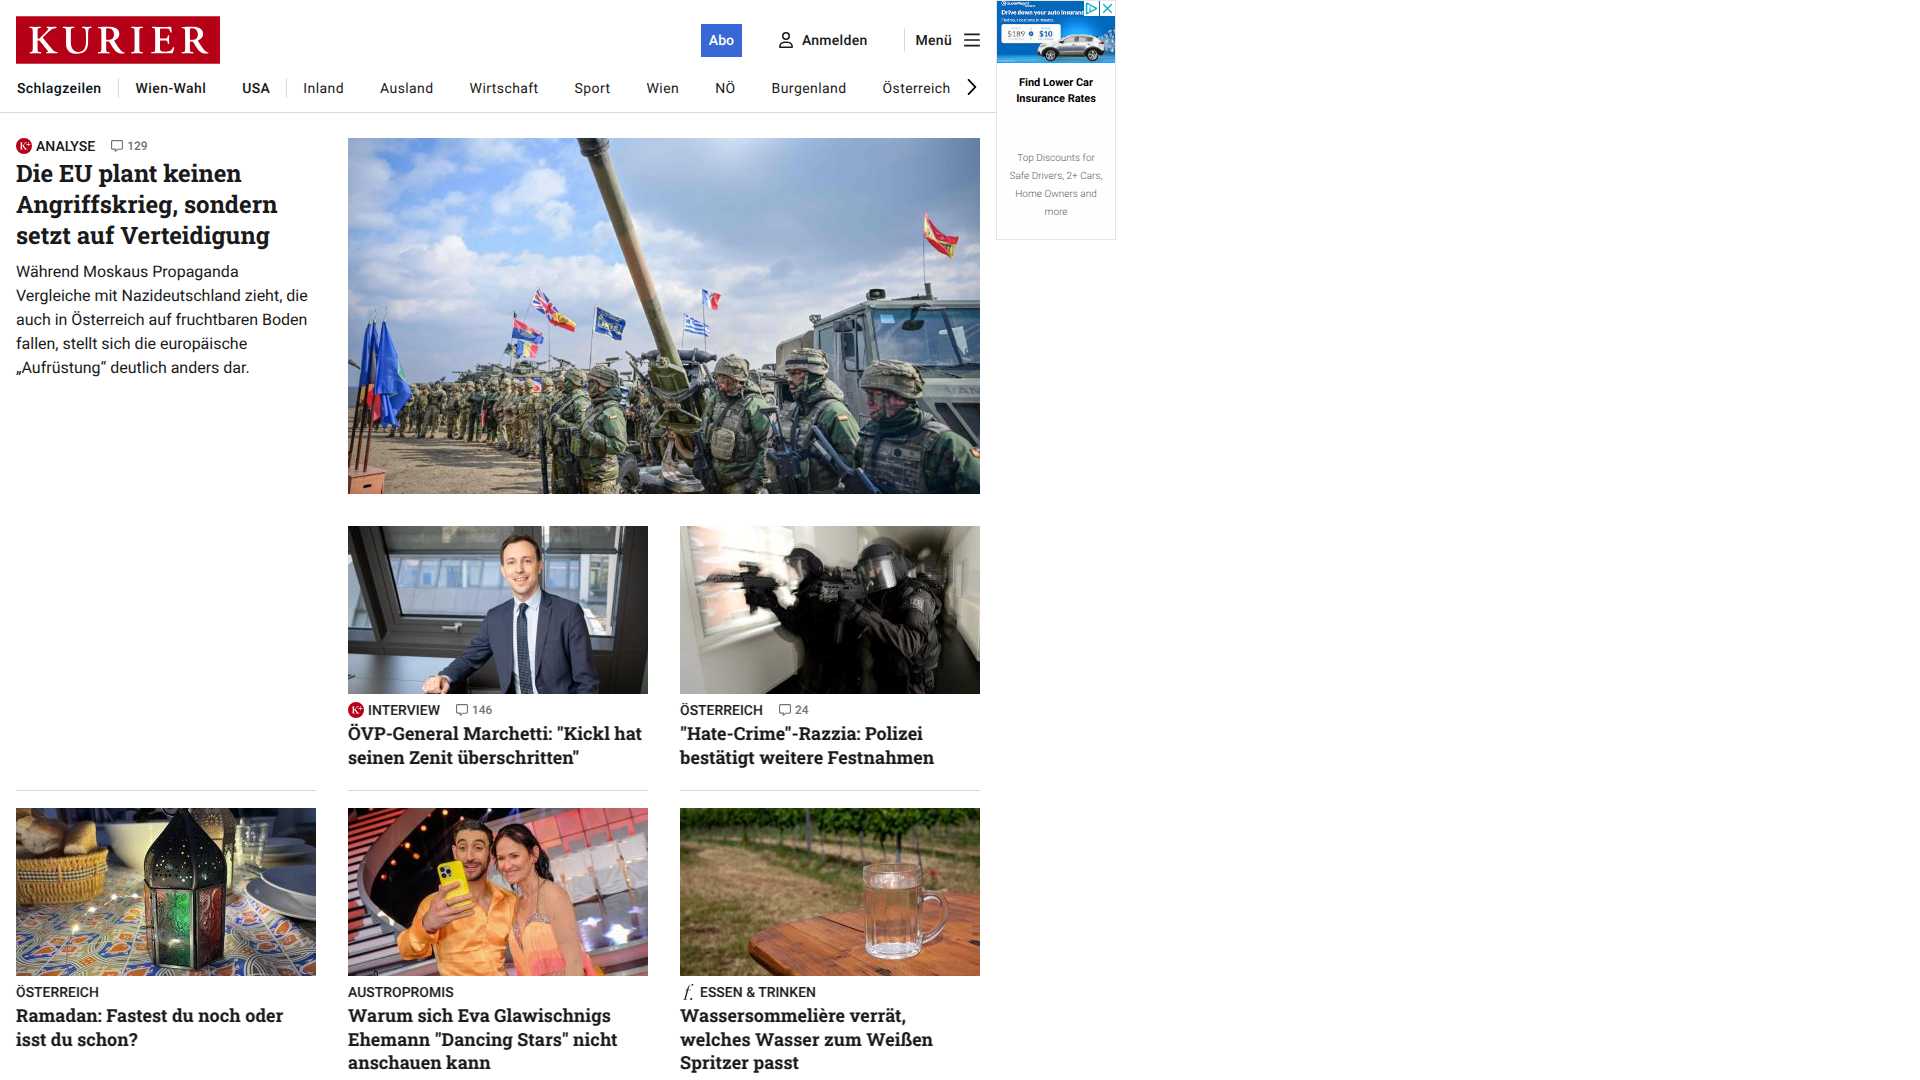 KURIER
Abo
Anmelden
Menü
Schlagzeilen
Wien-Wahl
USA
Inland
Ausland
Wirtschaft
Sport
Wien
NÖ
Burgenland
Österreich
Drive down your auto insurance
$189
$10
Find Lower Car
Insurance Rates
Top Discounts for
Safe Drivers, 2+ Cars,
Home Owners and
more
K+ ANALYSE 129
Die EU plant keinen
Angriffskrieg, sondern
setzt auf Verteidigung
Während Moskaus Propaganda
Vergleiche mit Nazideutschland zieht, die
auch in Österreich auf fruchtbaren Boden
fallen, stellt sich die europäische
„Aufrüstung“ deutlich anders dar.
K+ INTERVIEW 146
ÖVP-General Marchetti: "Kickl hat
seinen Zenit überschritten"
ÖSTERREICH 24
"Hate-Crime"-Razzia: Polizei
bestätigt weitere Festnahmen
ÖSTERREICH
Ramadan: Fastest du noch oder
isst du schon?
AUSTROPROMIS
Warum sich Eva Glawischnigs
Ehemann "Dancing Stars" nicht
anschauen kann
f. ESSEN & TRINKEN
Wassersommelière verrät,
welches Wasser zum Weißen
Spritzer passt